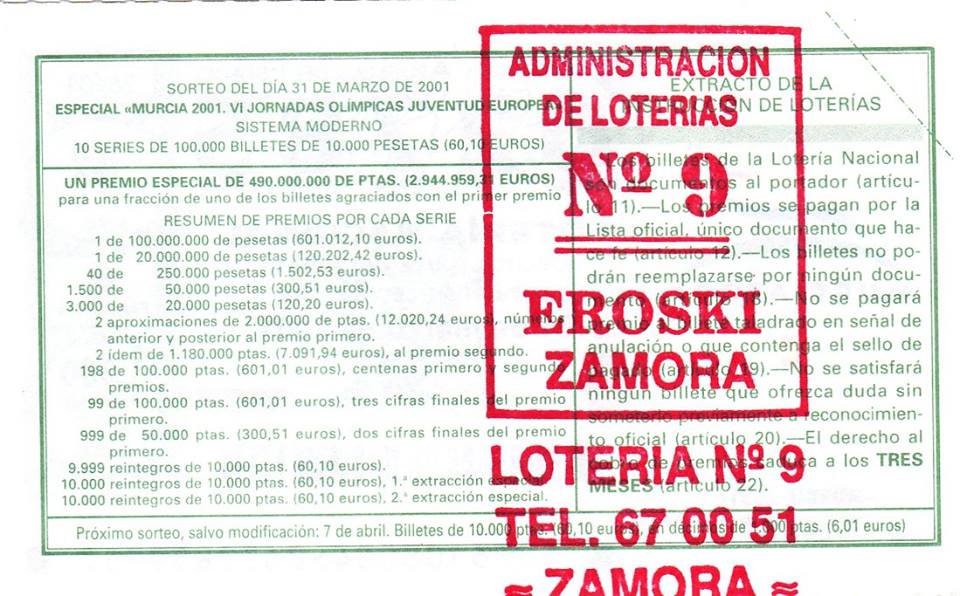 SORTEO DEL DÍA 31 DE MARZO DE 2001
ESPECIAL «MURCIA 2001. VI JORNADAS OLÍMPICAS JUVENTUD EUROPEA»
SISTEMA MODERNO
10 SERIES DE 100.000 BILLETES DE 10.000 PESETAS (60,10 EUROS)
UN PREMIO ESPECIAL DE 490.000.000 DE PTAS. (2.944.959,31 EUROS)
para una fracción de uno de los billetes agraciados con el primer premio
RESUMEN DE PREMIOS POR CADA SERIE
1 de 100.000.000 de pesetas (601.012,10 euros).
1 de 20.000.000 de pesetas (120.202,42 euros).
40 de 250.000 pesetas (1.502,53 euros).
1.500 de 50.000 pesetas (300,51 euros).
3.000 de 20.000 pesetas (120,20 euros).
2 aproximaciones de 2.000.000 de ptas. (12.020,24 euros), números
anterior y posterior al premio primero.
2 ídem de 1.180.000 ptas. (7.091,94 euros), al premio segundo.
198 de 100.000 ptas. (601,01 euros), centenas primero y segundo
premios.
99 de 100.000 ptas. (601,01 euros), tres cifras finales del premio
primero.
999 de 50.000 ptas. (300,51 euros), dos cifras finales del premio
primero.
9.999 reintegros de 10.000 ptas. (60,10 euros).
10.000 reintegros de 10.000 ptas. (60,10 euros), 1.ª extracción especial.
10.000 reintegros de 10.000 ptas. (60,10 euros), 2.ª extracción especial.
EXTRACTO DE LA
INSTRUCCIÓN DE LOTERÍAS
Los billetes de la Lotería Nacional
son documentos al portador (artícu-
lo 11).—Los premios se pagan por la
Lista oficial, único documento que ha-
ce fe (artículo 12).—Los billetes no po-
drán reemplazarse por ningún docu-
mento (artículo 18).—No se pagará
premio al billete taladrado en señal de
anulación o que contenga el sello de
pagado (artículo 19).—No se satisfará
ningún billete que ofrezca duda sin
someterlo previamente a reconocimien-
to oficial (artículo 20).—El derecho al
cobro de premios caduca a los TRES
MESES (artículo 22).
Próximo sorteo, salvo modificación: 7 de abril. Billetes de 10.000 ptas. (60,10 euros), en décimos de 1.000 ptas. (6,01 euros)
ADMINISTRACION
DE LOTERIAS
Nº 9
EROSKI
ZAMORA
LOTERIA Nº 9
TEL. 67 00 51
≈ ZAMORA ≈